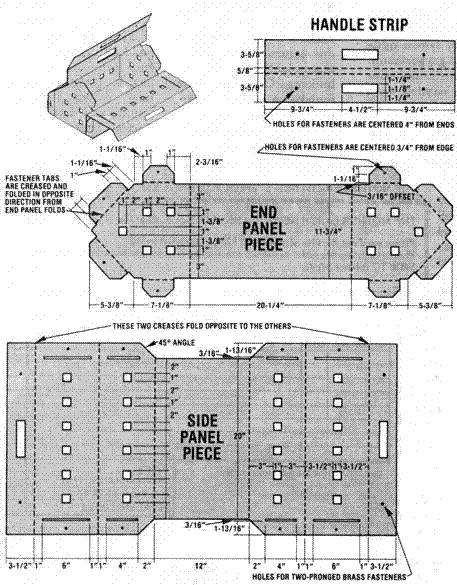 HANDLE STRIP
3-5/8"
5/8"
3-5/8"
1-1/4"
1-1/8"
1-1/4"
9-3/4" 4-1/2" 9-3/4"
HOLES FOR FASTENERS ARE CENTERED 4" FROM ENDS
HOLES FOR FASTENERS ARE CENTERED 3/4" FROM EDGE
1-1/16" 1" 1"
2-3/16"
1-1/16"
1"
1"
1-1/16"
3/16" OFFSET
FASTENER TABS
ARE CREASED AND
FOLDED IN OPPOSITE
DIRECTION FROM
END PANEL FOLDS
1" 2" 1" 2"
3"
1"
1-3/8"
1"
1-3/8"
1"
3"
END
PANEL
PIECE
11-3/4"
5-3/8" 7-1/8" 20-1/4" 7-1/8" 5-3/8"
THESE TWO CREASES FOLD OPPOSITE TO THE OTHERS
45° ANGLE
3/16"
1-13/16"
2"
1"
2"
1"
2"
SIDE
PANEL
PIECE
20"
3" 1" 3" 3-1/2" 1" 3-1/2"
3/16"
1-13/16"
3-1/2" 1" 6" 1" 1" 4" 2" 12" 2" 4" 1" 1" 6" 1" 3-1/2"
HOLES FOR TWO-PRONGED BRASS FASTENERS